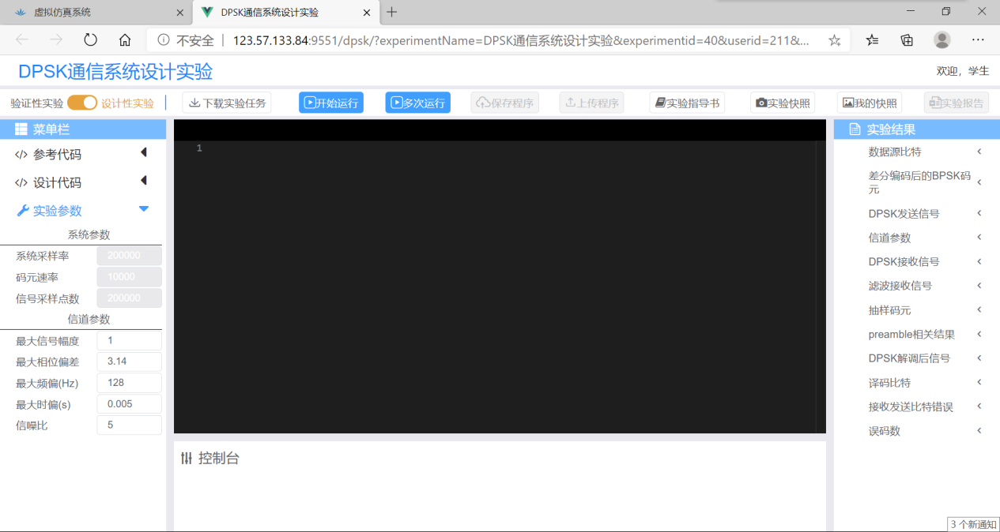 虚拟仿真系统
DPSK通信系统设计实验
不安全 | 123.57.133.84:9551/dpsk/?experimentName=DPSK通信系统设计实验&experimentid=40&userid=211&...
DPSK通信系统设计实验
欢迎，学生
验证性实验 设计性实验 下载实验任务 开始运行 多次运行 保存程序 上传程序 实验指导书 实验快照 我的快照 实验报告
菜单栏
</> 参考代码
</> 设计代码
实验参数
系统参数
系统采样率 200000
码元速率 10000
信号采样点数 200000
信道参数
最大信号幅度 1
最大相位偏差 3.14
最大频偏(Hz) 128
最大时偏(s) 0.005
信噪比 5
1
控制台
实验结果
数据源比特
差分编码后的BPSK码
元
DPSK发送信号
信道参数
DPSK接收信号
滤波接收信号
抽样码元
preamble相关结果
DPSK解调后信号
译码比特
接收发送比特错误
误码数
3 个新通知